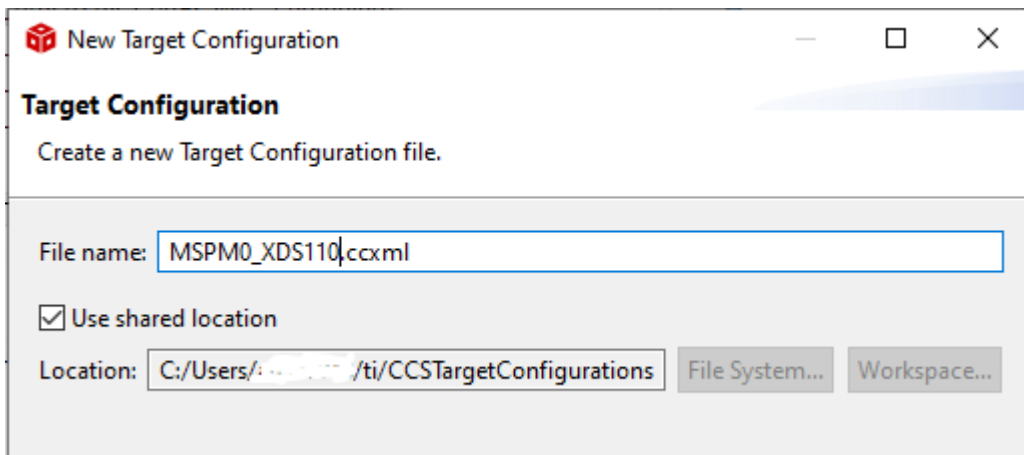 New Target Configuration
Target Configuration
Create a new Target Configuration file.
File name: MSPM0_XDS110.ccxml
Use shared location
Location: C:/Users/ /ti/CCSTargetConfigurations File System... Workspace...